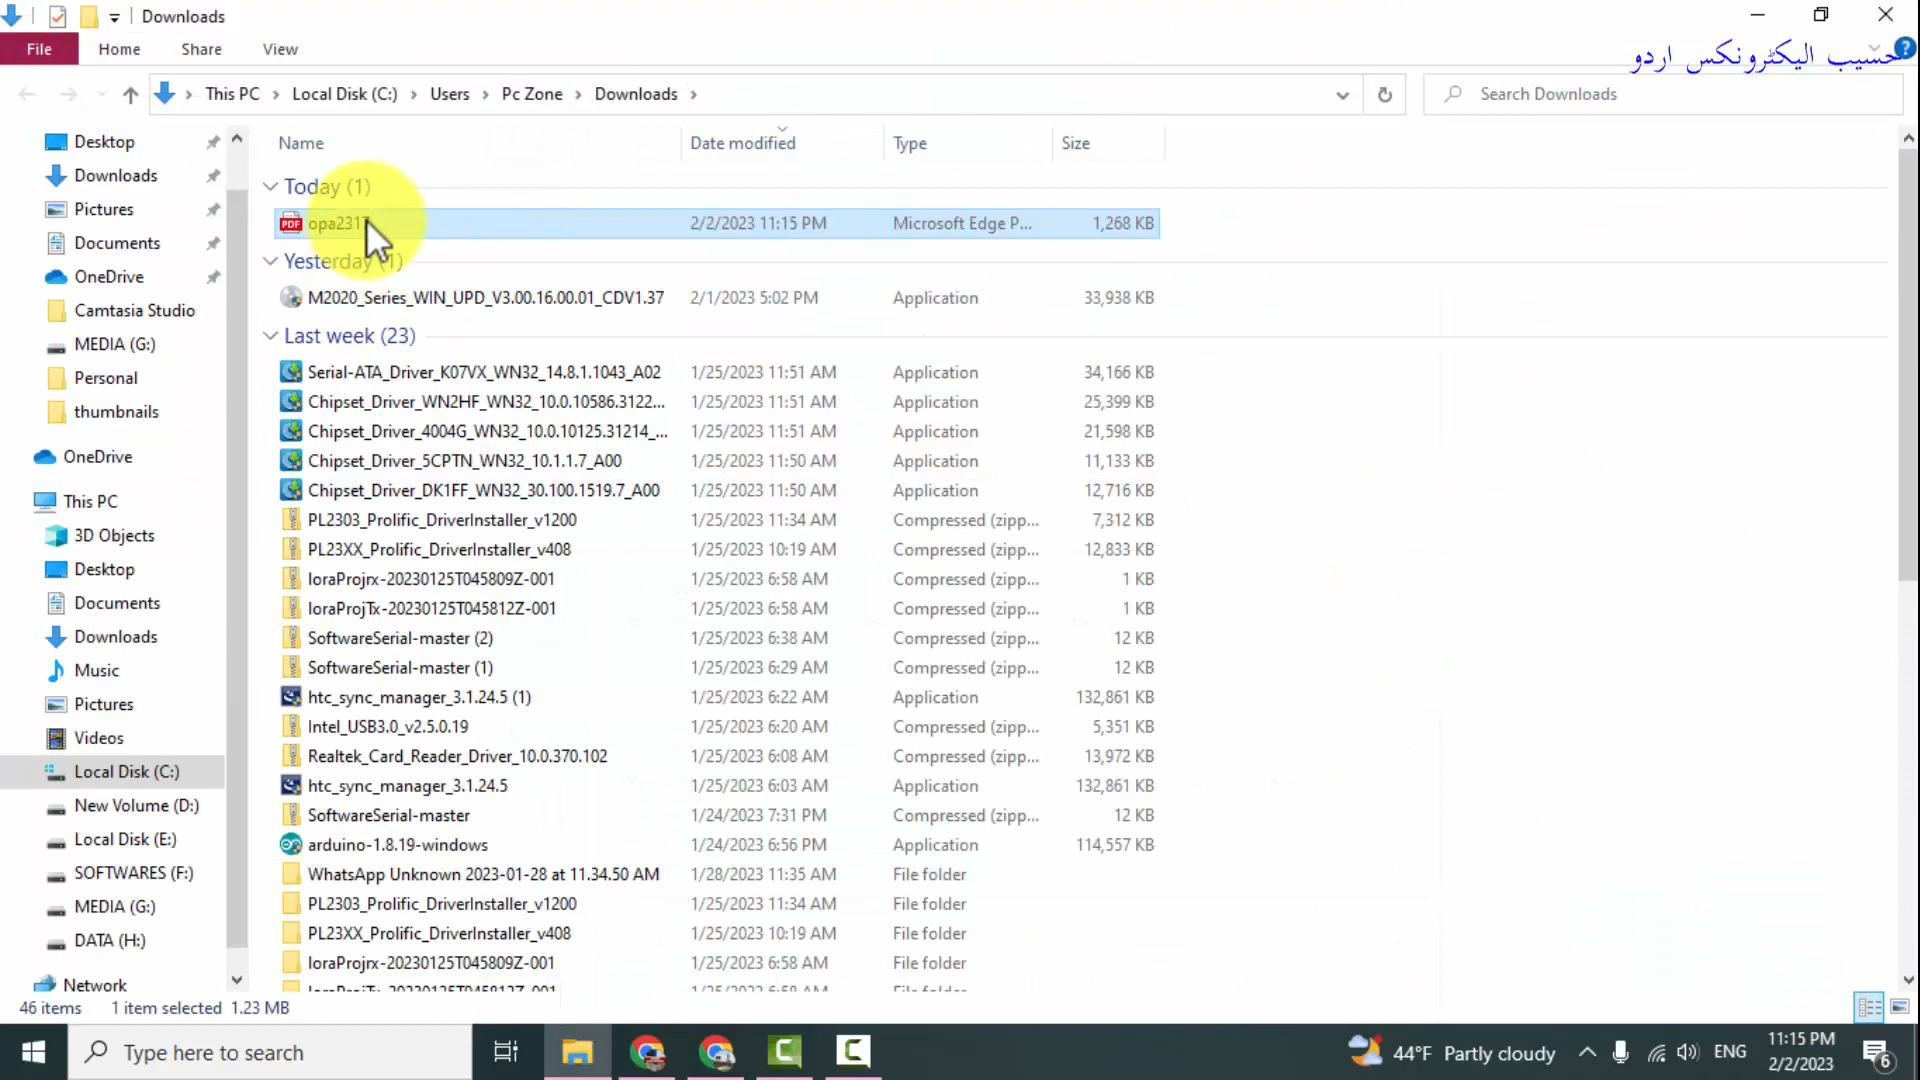 Downloads
File Home Share View
حسیب الیکٹرونکس اردو
This PC Local Disk (C:) Users Pc Zone Downloads
Search Downloads
Name Date modified Type Size
Today (1)
opa2317 2/2/2023 11:15 PM Microsoft Edge P... 1,268 KB
Yesterday (1)
M2020_Series_WIN_UPD_V3.00.16.00.01_CDV1.37 2/1/2023 5:02 PM Application 33,938 KB
Last week (23)
Serial-ATA_Driver_K07VX_WN32_14.8.1.1043_A02 1/25/2023 11:51 AM Application 34,166 KB
Chipset_Driver_WN2HF_WN32_10.0.10586.3122... 1/25/2023 11:51 AM Application 25,399 KB
Chipset_Driver_4004G_WN32_10.0.10125.31214_... 1/25/2023 11:51 AM Application 21,598 KB
Chipset_Driver_5CPTN_WN32_10.1.1.7_A00 1/25/2023 11:50 AM Application 11,133 KB
Chipset_Driver_DK1FF_WN32_30.100.1519.7_A00 1/25/2023 11:50 AM Application 12,716 KB
PL2303_Prolific_DriverInstaller_v1200 1/25/2023 11:34 AM Compressed (zipp... 7,312 KB
PL23XX_Prolific_DriverInstaller_v408 1/25/2023 10:19 AM Compressed (zipp... 12,833 KB
loraProjrx-20230125T045809Z-001 1/25/2023 6:58 AM Compressed (zipp... 1 KB
loraProjTx-20230125T045812Z-001 1/25/2023 6:58 AM Compressed (zipp... 1 KB
SoftwareSerial-master (2) 1/25/2023 6:38 AM Compressed (zipp... 12 KB
SoftwareSerial-master (1) 1/25/2023 6:29 AM Compressed (zipp... 12 KB
htc_sync_manager_3.1.24.5 (1) 1/25/2023 6:22 AM Application 132,861 KB
Intel_USB3.0_v2.5.0.19 1/25/2023 6:20 AM Compressed (zipp... 5,351 KB
Realtek_Card_Reader_Driver_10.0.370.102 1/25/2023 6:08 AM Compressed (zipp... 13,972 KB
htc_sync_manager_3.1.24.5 1/25/2023 6:03 AM Application 132,861 KB
SoftwareSerial-master 1/24/2023 7:31 PM Compressed (zipp... 12 KB
arduino-1.8.19-windows 1/24/2023 6:56 PM Application 114,557 KB
WhatsApp Unknown 2023-01-28 at 11.34.50 AM 1/28/2023 11:35 AM File folder
PL2303_Prolific_DriverInstaller_v1200 1/25/2023 11:34 AM File folder
PL23XX_Prolific_DriverInstaller_v408 1/25/2023 10:19 AM File folder
loraProjrx-20230125T045809Z-001 1/25/2023 6:58 AM File folder
Desktop
Downloads
Pictures
Documents
OneDrive
Camtasia Studio
MEDIA (G:)
Personal
thumbnails
OneDrive
This PC
3D Objects
Desktop
Documents
Downloads
Music
Pictures
Videos
Local Disk (C:)
New Volume (D:)
Local Disk (E:)
SOFTWARES (F:)
MEDIA (G:)
DATA (H:)
Network
46 items 1 item selected 1.23 MB
Type here to search
44°F Partly cloudy
ENG
11:15 PM
2/2/2023
6